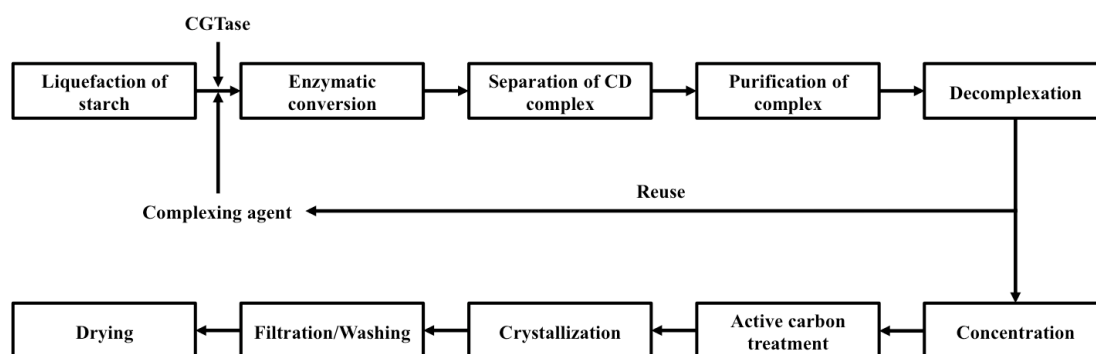 CGTase
Liquefaction of
starch
Enzymatic
conversion
Separation of CD
complex
Purification of
complex
Decomplexation
Reuse
Complexing agent
Drying
Filtration/Washing
Crystallization
Active carbon
treatment
Concentration